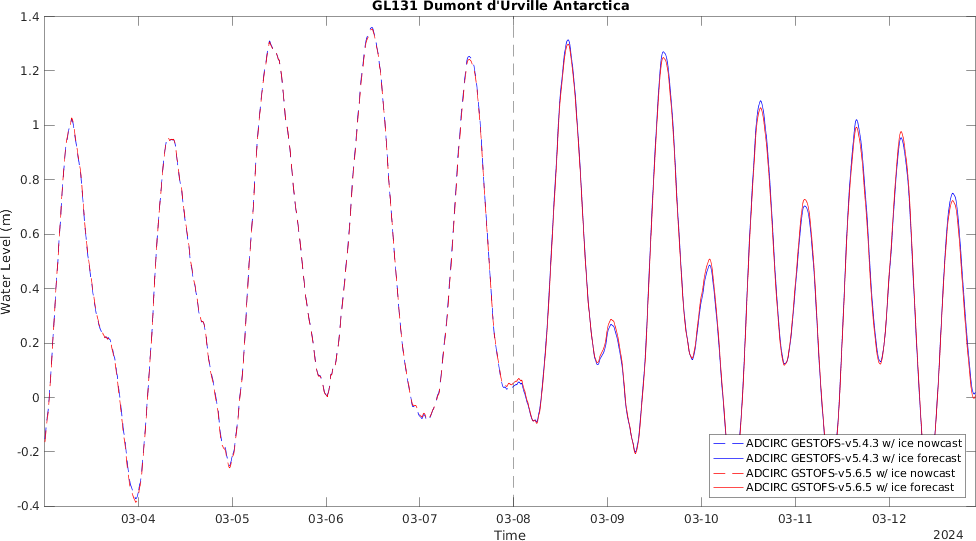 GL131 Dumont d'Urville Antarctica
Water Level (m)
1.4
1.2
1
0.8
0.6
0.4
0.2
0
-0.2
-0.4
ADCIRC GESTOFS-v5.4.3 w/ ice nowcast
ADCIRC GESTOFS-v5.4.3 w/ ice forecast
ADCIRC GSTOFS-v5.6.5 w/ ice nowcast
ADCIRC GSTOFS-v5.6.5 w/ ice forecast
03-04 03-05 03-06 03-07 03-08 03-09 03-10 03-11 03-12
Time
2024